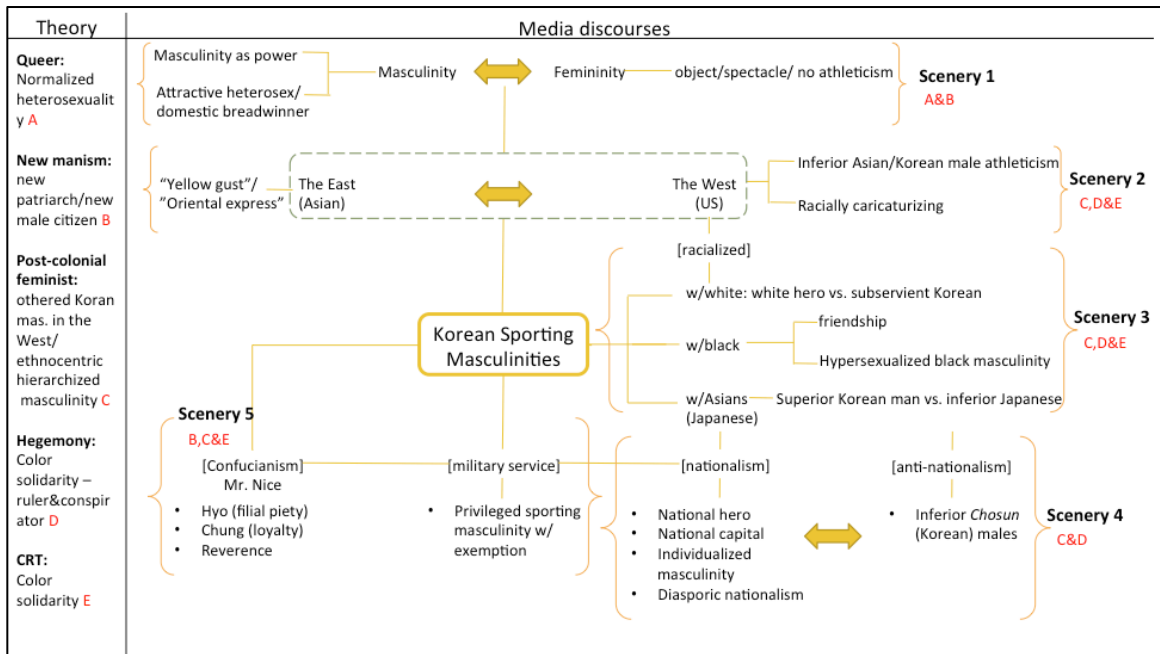 Theory
Media discourses
Queer:
Normalized
heterosexualit
y A
New manism:
new
patriarch/new
male citizen B
Post-colonial
feminist:
othered Koran
mas. in the
West/
ethnocentric
hierarchized
masculinity C
Hegemony:
Color
solidarity –
ruler&conspir
ator D
CRT:
Color
solidarity E
Masculinity as power
Attractive heterosex/
domestic breadwinner
Masculinity
Femininity
object/spectacle/ no athleticism
Scenery 1
A&B
“Yellow gust”/
”Oriental express”
The East
(Asian)
The West
(US)
Inferior Asian/Korean male athleticism
Racially caricaturizing
Scenery 2
C,D&E
[racialized]
w/white: white hero vs. subservient Korean
Korean Sporting
Masculinities
w/black
friendship
Hypersexualized black masculinity
w/Asians
(Japanese)
Superior Korean man vs. inferior Japanese
Scenery 3
C,D&E
Scenery 5
B,C&E
[Confucianism]
Mr. Nice
• Hyo (filial piety)
• Chung (loyalty)
• Reverence
[military service]
• Privileged sporting
masculinity w/
exemption
[nationalism]
• National hero
• National capital
• Individualized
masculinity
• Diasporic nationalism
[anti-nationalism]
• Inferior Chosun
(Korean) males
Scenery 4
C&D